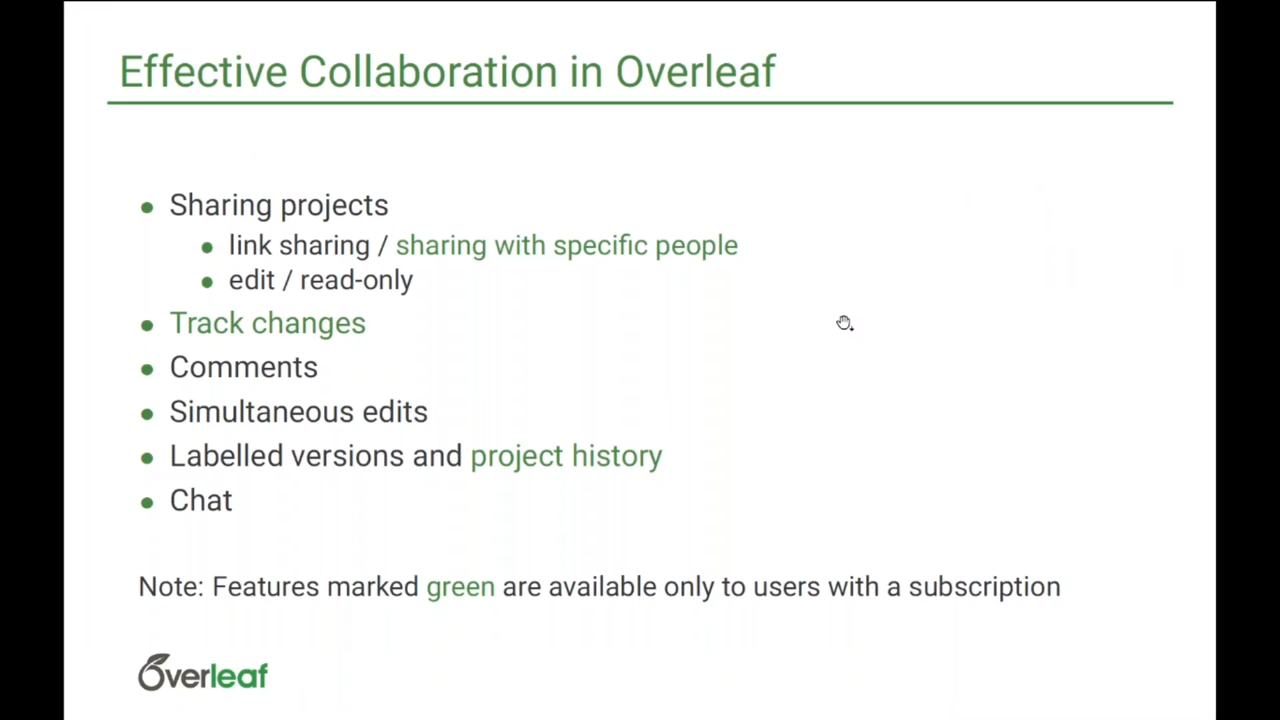 Effective Collaboration in Overleaf
Sharing projects
link sharing / sharing with specific people
edit / read-only
Track changes
Comments
Simultaneous edits
Labelled versions and project history
Chat
Note: Features marked green are available only to users with a subscription
Overleaf